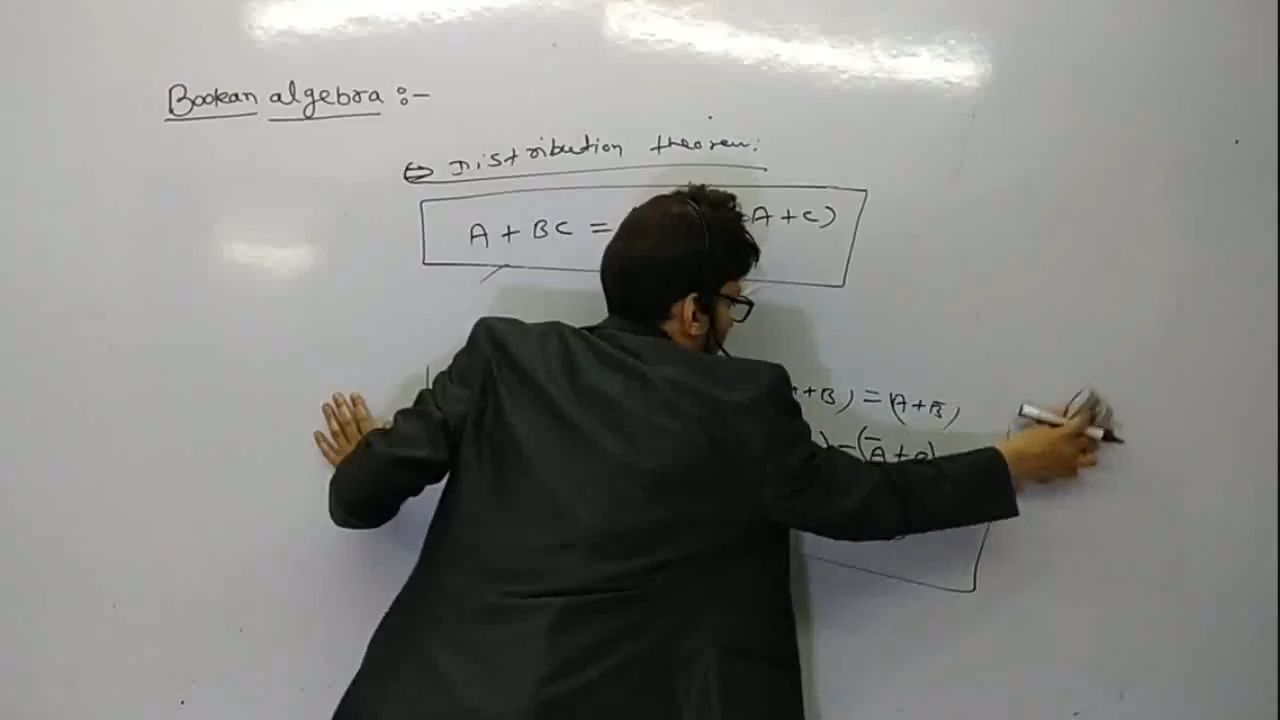 Boolean algebra :-
⇒ Distribution theorem:
A + BC = A + C)
+ B) = (A + B)
) = (A̅ +